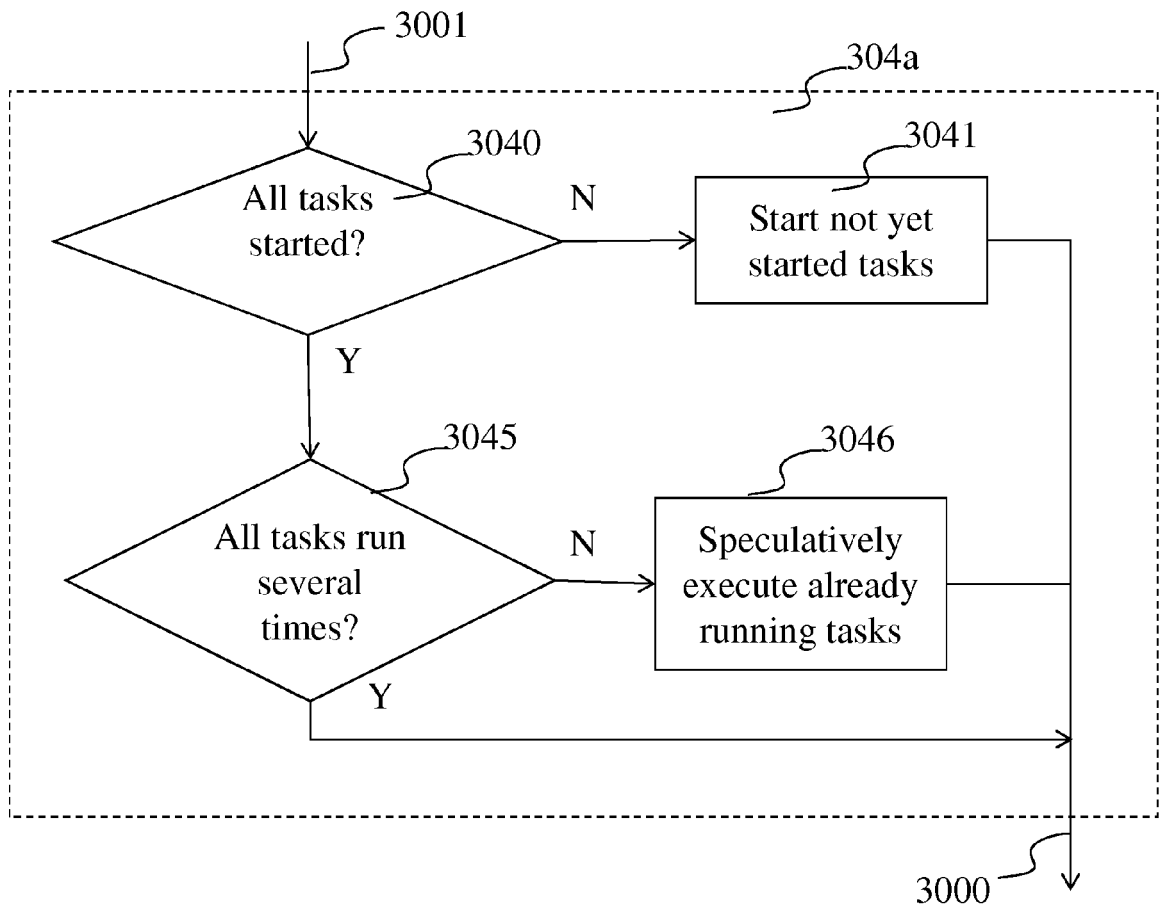 3001
304a
3040
3041
All tasks
started?
N
Start not yet
started tasks
Y
3045
3046
All tasks run
several
times?
N
Speculatively
execute already
running tasks
Y
3000